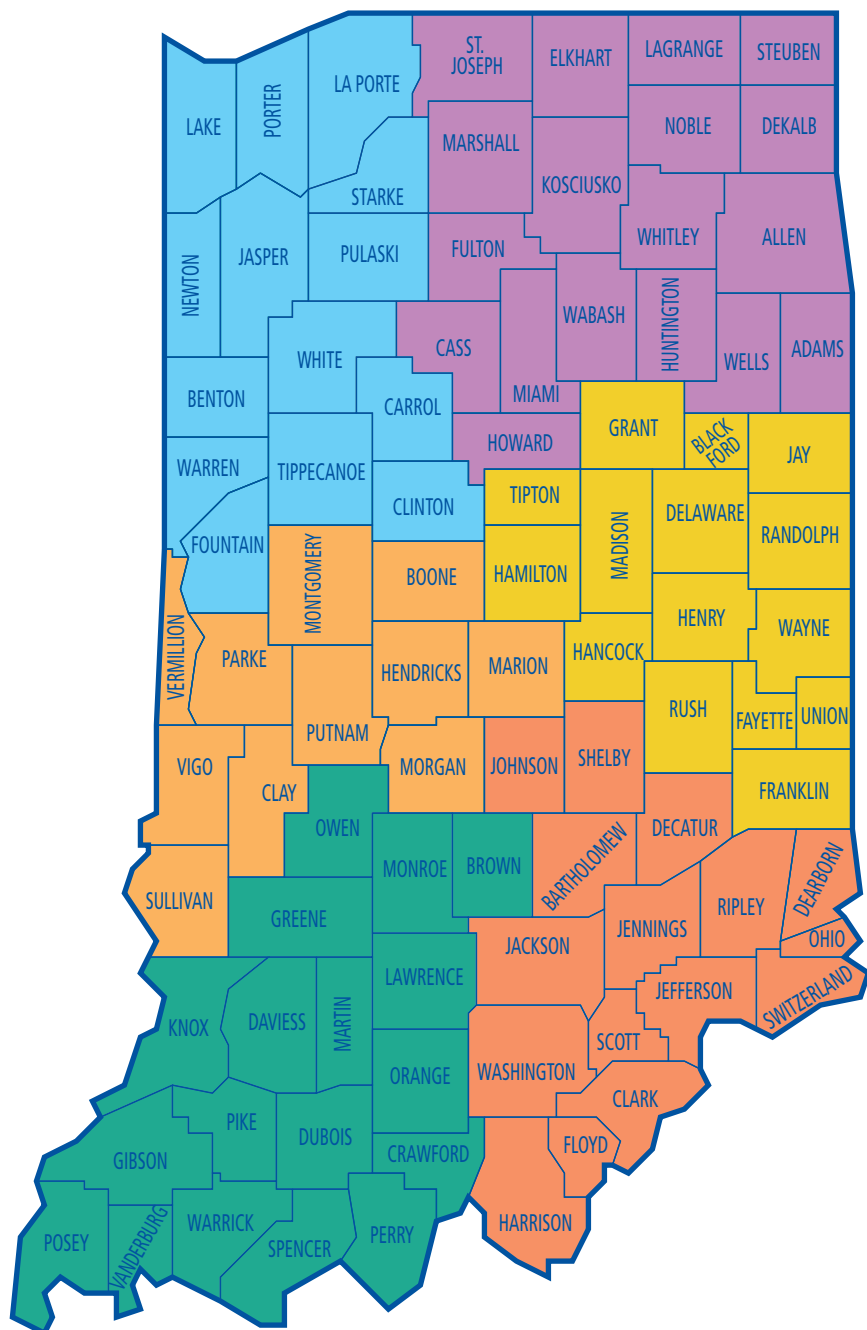 ST.
JOSEPH
ELKHART
LAGRANGE
STEUBEN
LA PORTE
PORTER
LAKE
MARSHALL
NOBLE
DEKALB
STARKE
KOSCIUSKO
WHITLEY
ALLEN
NEWTON
JASPER
PULASKI
FULTON
WABASH
HUNTINGTON
WHITE
CASS
WELLS
ADAMS
BENTON
CARROL
MIAMI
GRANT
BLACK
FORD
JAY
HOWARD
WARREN
TIPPECANOE
TIPTON
CLINTON
MADISON
DELAWARE
RANDOLPH
FOUNTAIN
MONTGOMERY
BOONE
HAMILTON
HENRY
WAYNE
VERMILLION
PARKE
HENDRICKS
MARION
HANCOCK
RUSH
FAYETTE
UNION
PUTNAM
VIGO
CLAY
MORGAN
JOHNSON
SHELBY
FRANKLIN
OWEN
MONROE
BROWN
BARTHOLOMEW
DECATUR
DEARBORN
SULLIVAN
GREENE
JACKSON
JENNINGS
RIPLEY
OHIO
LAWRENCE
JEFFERSON
SWITZERLAND
KNOX
DAVIESS
MARTIN
SCOTT
ORANGE
WASHINGTON
CLARK
PIKE
DUBOIS
CRAWFORD
FLOYD
GIBSON
HARRISON
POSEY
VANDERBURG
WARRICK
SPENCER
PERRY